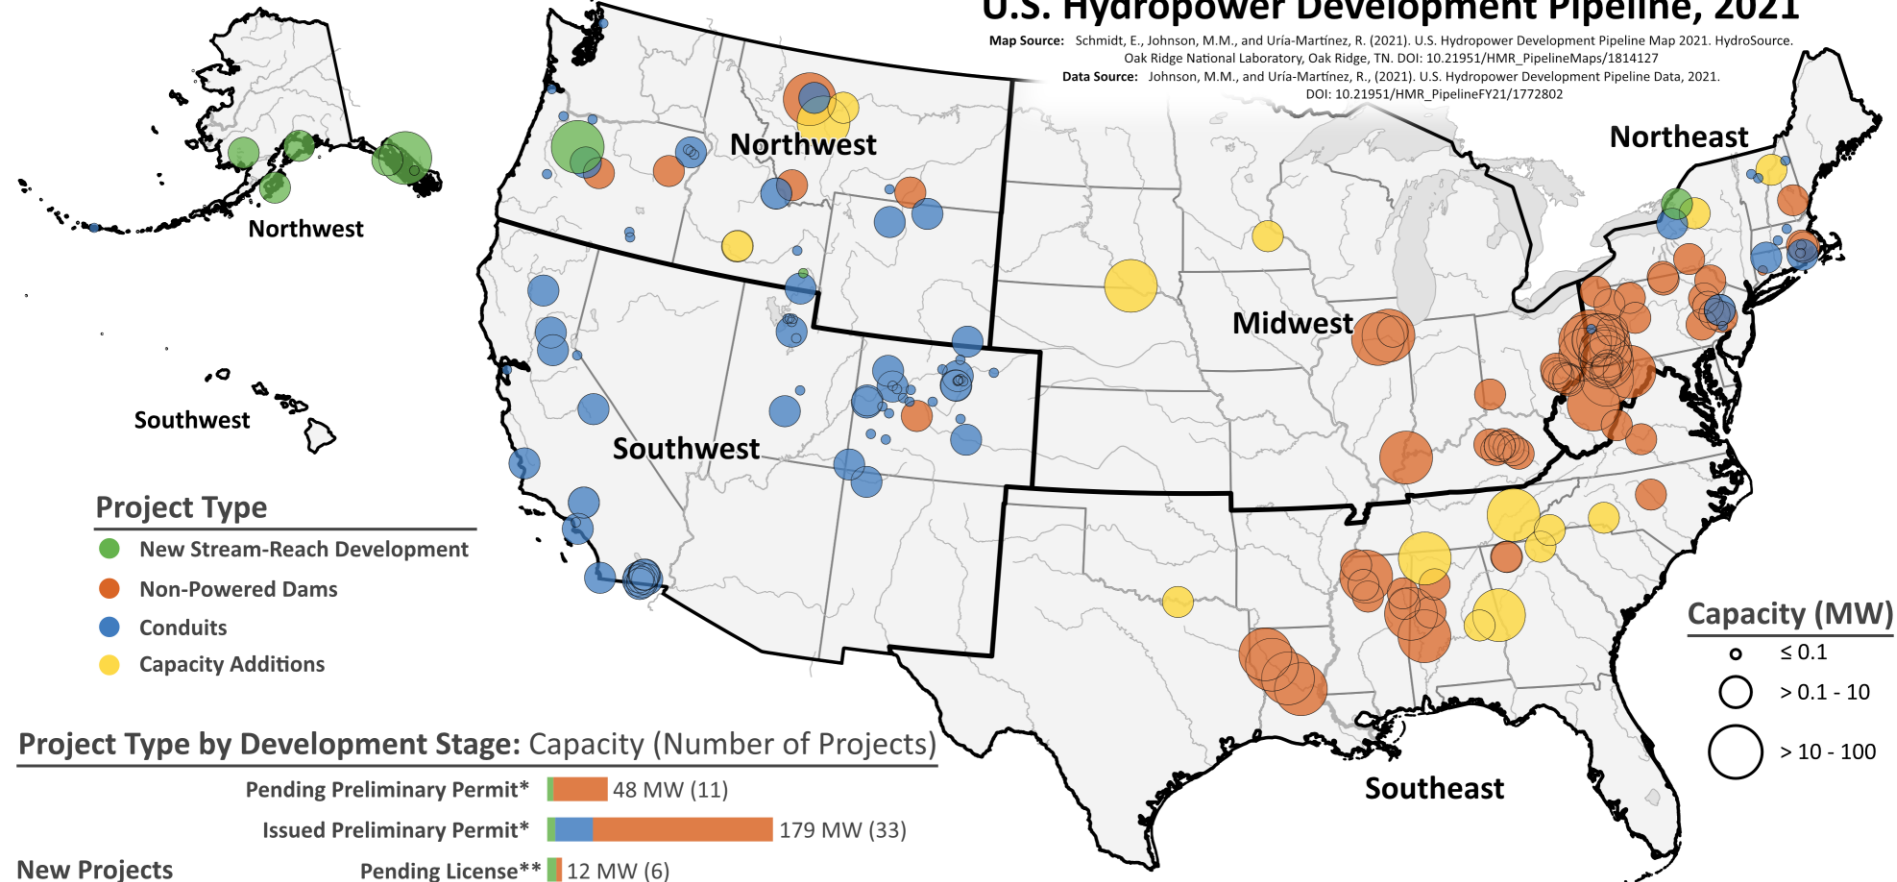 U.S. Hydropower Development Pipeline, 2021
Map Source: Schmidt, E., Johnson, M.M., and Uría-Martínez, R. (2021). U.S. Hydropower Development Pipeline Map 2021. HydroSource.
Oak Ridge National Laboratory, Oak Ridge, TN. DOI: 10.21951/HMR_PipelineMaps/1814127
Data Source: Johnson, M.M., and Uría-Martínez, R., (2021). U.S. Hydropower Development Pipeline Data, 2021.
DOI: 10.21951/HMR_PipelineFY21/1772802
Northeast
Northwest
Northwest
Midwest
Southwest
Southwest
Southeast
Project Type
New Stream-Reach Development
Non-Powered Dams
Conduits
Capacity Additions
Capacity (MW)
≤ 0.1
> 0.1 - 10
> 10 - 100
Project Type by Development Stage: Capacity (Number of Projects)
Pending Preliminary Permit* 48 MW (11)
Issued Preliminary Permit* 179 MW (33)
New Projects Pending License** 12 MW (6)